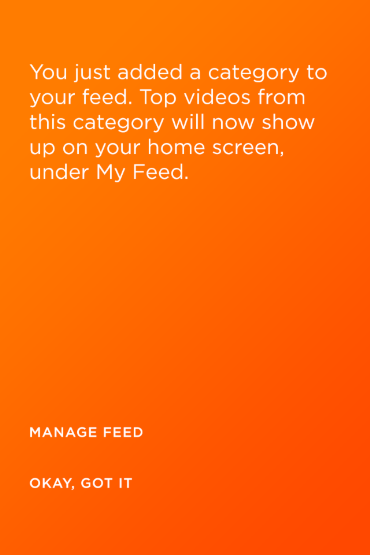 You just added a category to
your feed. Top videos from
this category will now show
up on your home screen,
under My Feed.
MANAGE FEED
OKAY, GOT IT